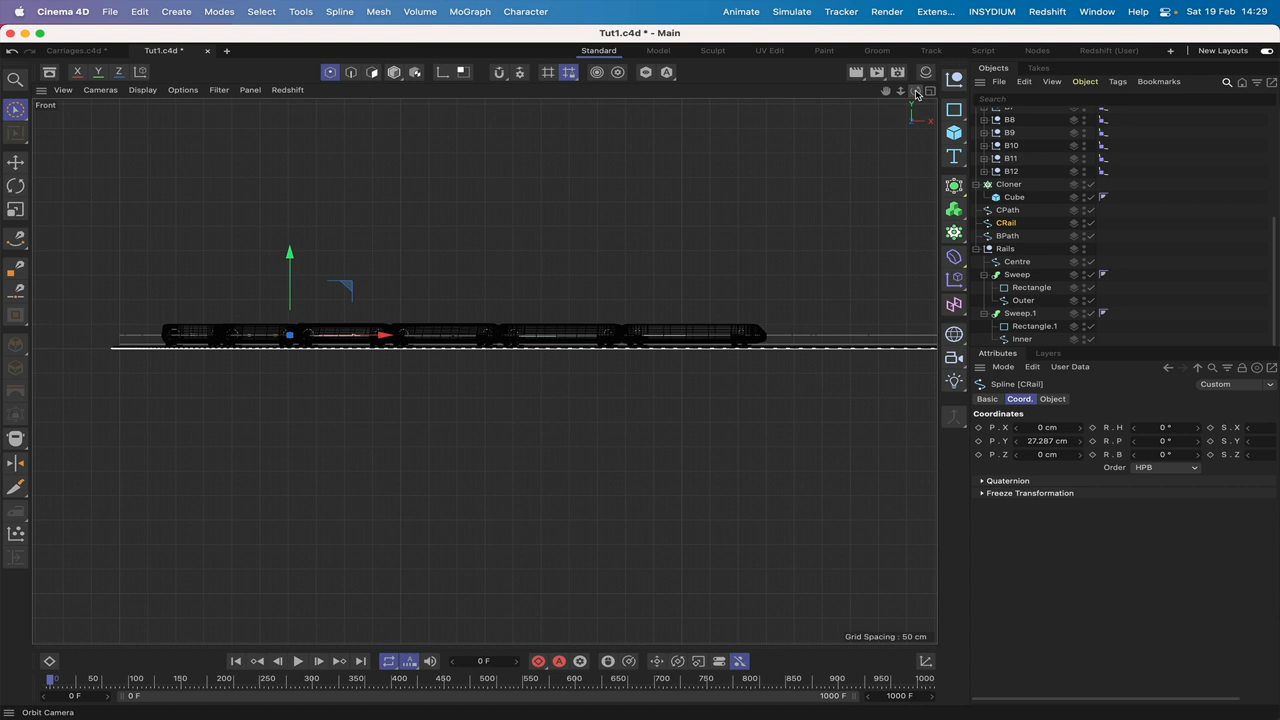 Cinema 4D File Edit Create Modes Select Tools Spline Mesh Volume MoGraph Character Animate Simulate Tracker Render Extens... INSYDIUM Redshift Window Help Sat 19 Feb 14:29
Tut1.c4d * - Main
Carriages.c4d * Tut1.c4d * Standard Model Sculpt UV Edit Paint Groom Track Script Nodes Redshift (User) New Layouts
X Y Z
View Cameras Display Options Filter Panel Redshift
Front
Y
X
Objects Takes
File Edit View Object Tags Bookmarks
Search
B8
B9
B10
B11
B12
Cloner
Cube
CPath
CRail
BPath
Rails
Centre
Sweep
Rectangle
Outer
Sweep.1
Rectangle.1
Inner
Attributes Layers
Mode Edit User Data
Spline [CRail] Custom
Basic Coord. Object
Coordinates
P . X 0 cm R . H 0 ° S . X
P . Y 27.287 cm R . P 0 ° S . Y
P . Z 0 cm R . B 0 ° S . Z
Order HPB
Quaternion
Freeze Transformation
Grid Spacing : 50 cm
0 F
0 50 100 150 200 250 300 350 400 450 500 550 600 650 700 750 800 850 900 950 1000
0 F 0 F 1000 F 1000 F
Orbit Camera